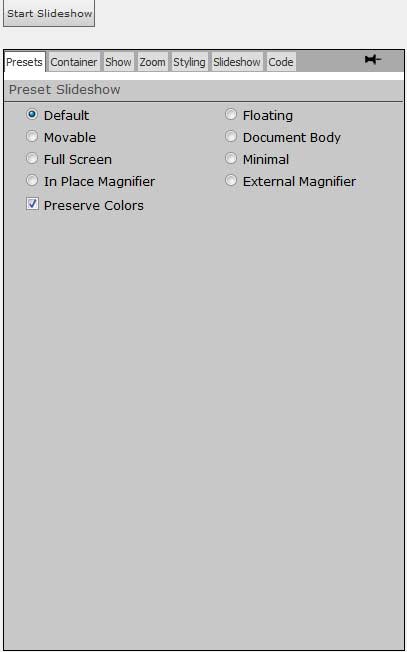 Start Slideshow
Presets Container Show Zoom Styling Slideshow Code
Preset Slideshow
Default Floating
Movable Document Body
Full Screen Minimal
In Place Magnifier External Magnifier
Preserve Colors